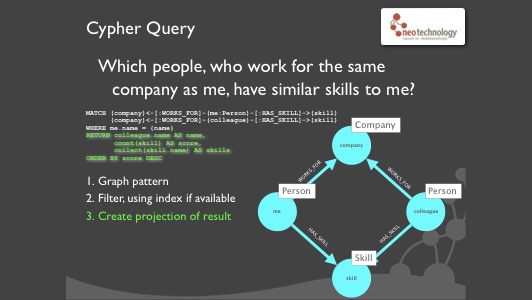 Cypher Query
neotechnology
value in relationships
Which people, who work for the same
company as me, have similar skills to me?
MATCH (company)<-[:WORKS_FOR]-(me:Person)-[:HAS_SKILL]->(skill)
(company)<-[:WORKS_FOR]-(colleague)-[:HAS_SKILL]->(skill)
WHERE me.name = {name}
RETURN colleague.name AS name,
count(skill) AS score,
collect(skill.name) AS skills
ORDER BY score DESC
1. Graph pattern
2. Filter, using index if available
3. Create projection of result
Company
company
WORKS_FOR
WORKS_FOR
Person
Person
me
colleague
HAS_SKILL
HAS_SKILL
Skill
skill